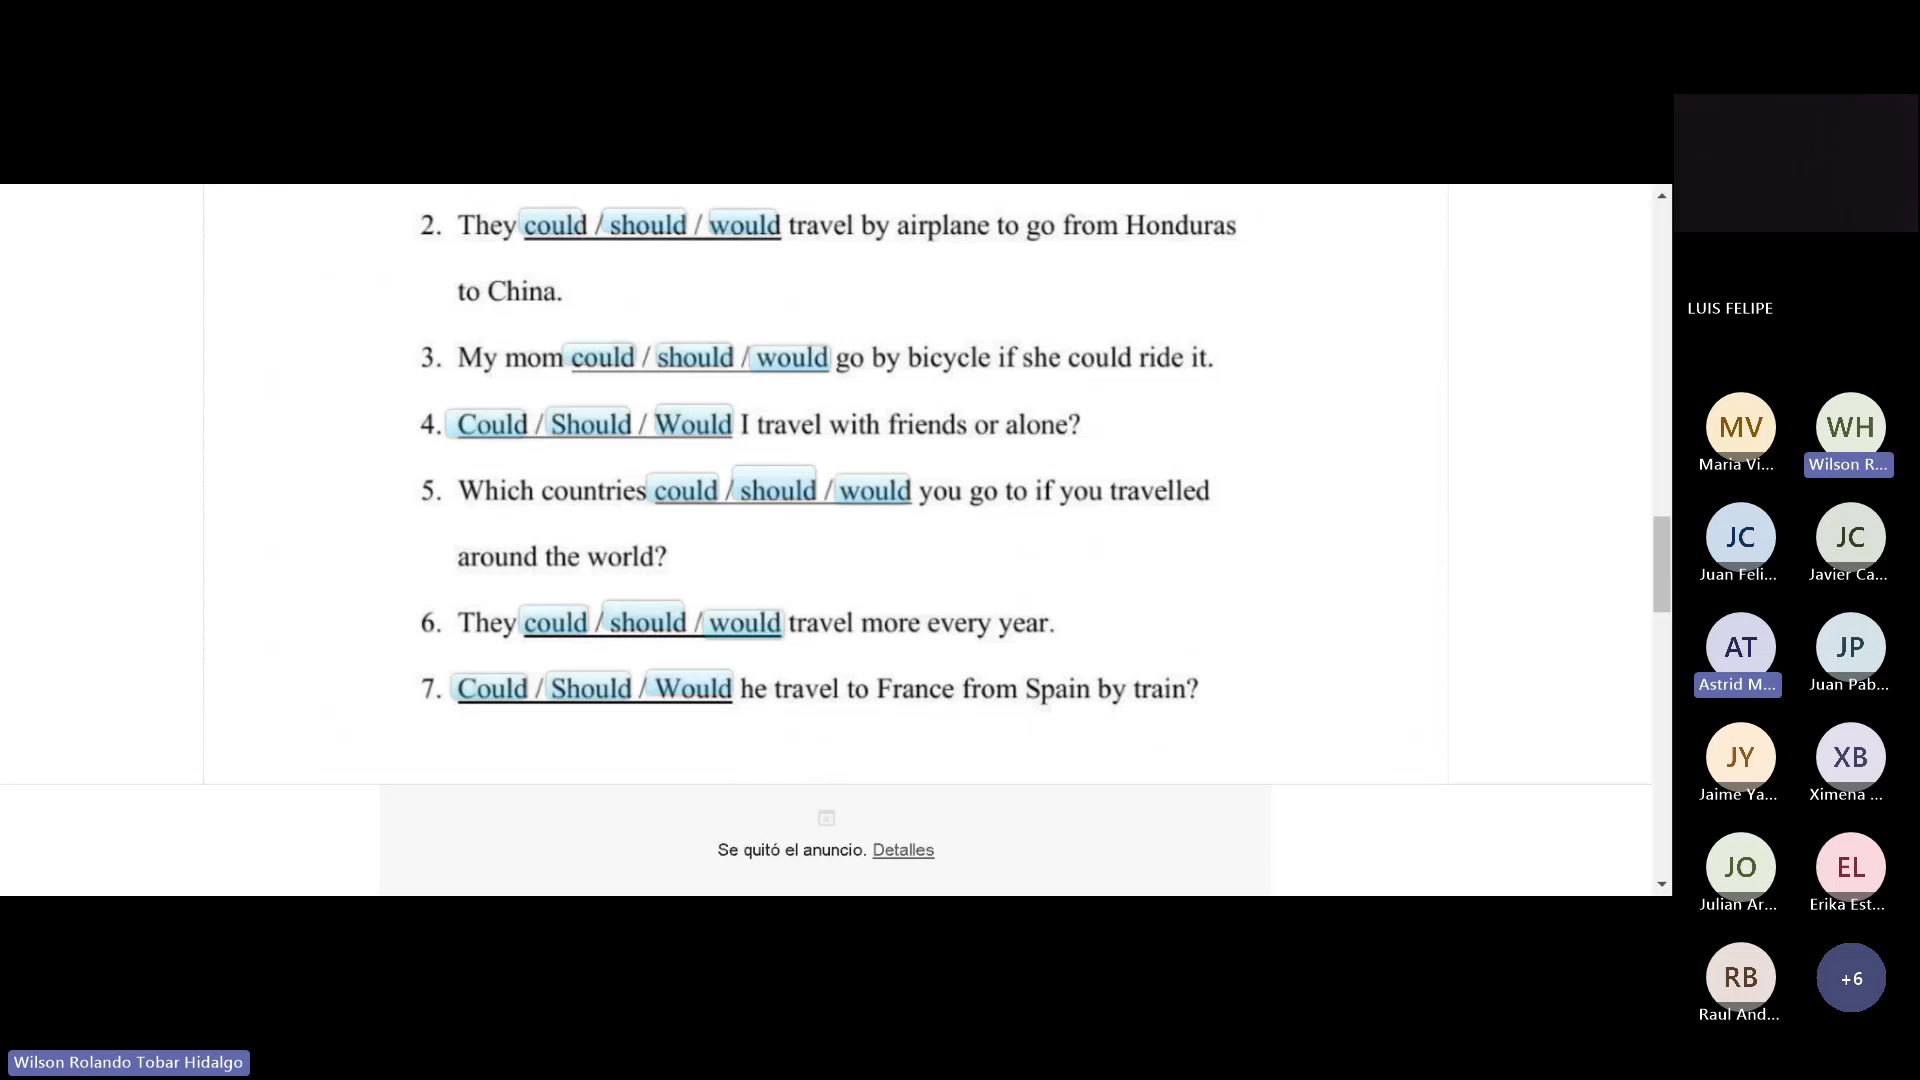 2. They could / should / would travel by airplane to go from Honduras
to China.
3. My mom could / should / would go by bicycle if she could ride it.
4. Could / Should / Would I travel with friends or alone?
5. Which countries could / should / would you go to if you travelled
around the world?
6. They could / should / would travel more every year.
7. Could / Should / Would he travel to France from Spain by train?
Se quitó el anuncio. Detalles
LUIS FELIPE
MV WH
Maria Vi... Wilson R...
JC JC
Juan Feli... Javier Ca...
AT JP
Astrid M... Juan Pab...
JY XB
Jaime Ya... Ximena ...
JO EL
Julian Ar... Erika Est...
RB +6
Raul And...
Wilson Rolando Tobar Hidalgo